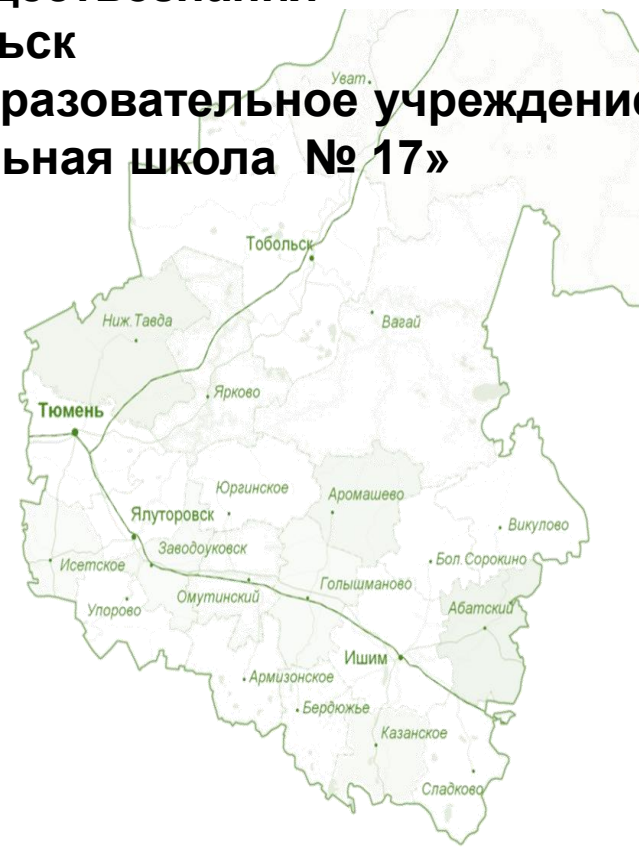 ьск
разовательное учреждение
ьная школа № 17»
Уват
Тобольск
Ниж.Тавда
Вагай
Ярково
Тюмень
Юргинское
Аромашево
Ялуторовск
Викулово
Заводоуковск
Бол.Сорокино
Исетское
Голышманово
Омутинский
Упорово
Абатский
Ишим
Армизонское
Бердюжье
Казанское
Сладково